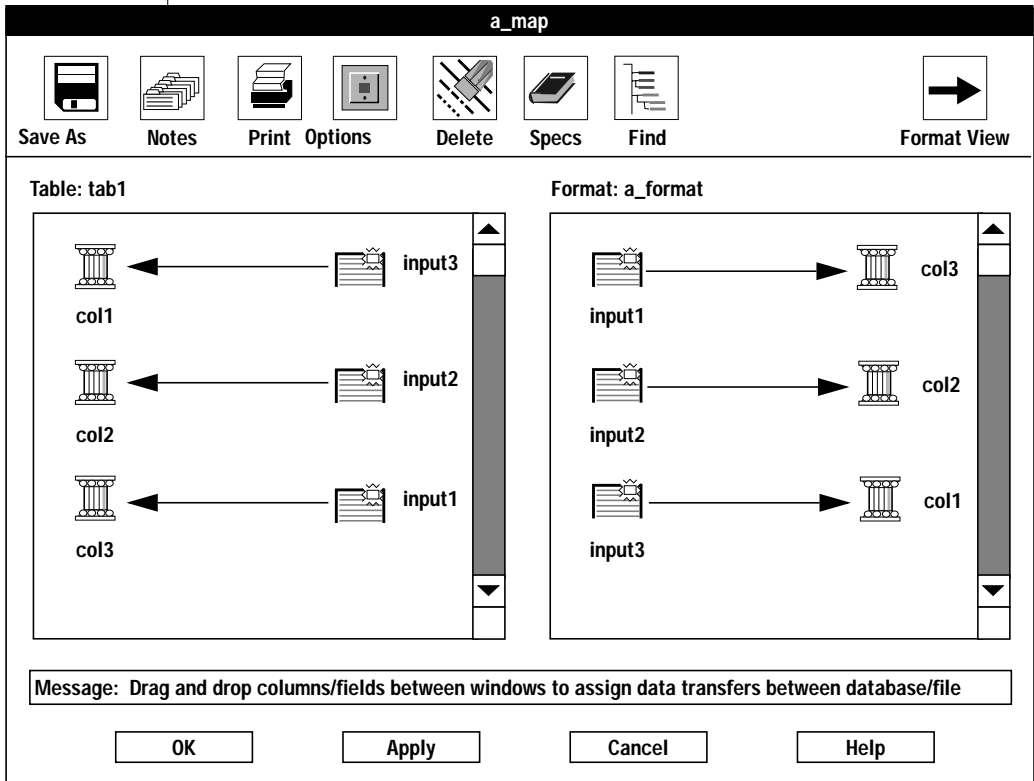 a_map
Save As Notes Print Options Delete Specs Find Format View
Table: tab1
input3
col1
input2
col2
input1
col3
Format: a_format
col3
input1
col2
input2
col1
input3
Message: Drag and drop columns/fields between windows to assign data transfers between database/file
OK Apply Cancel Help